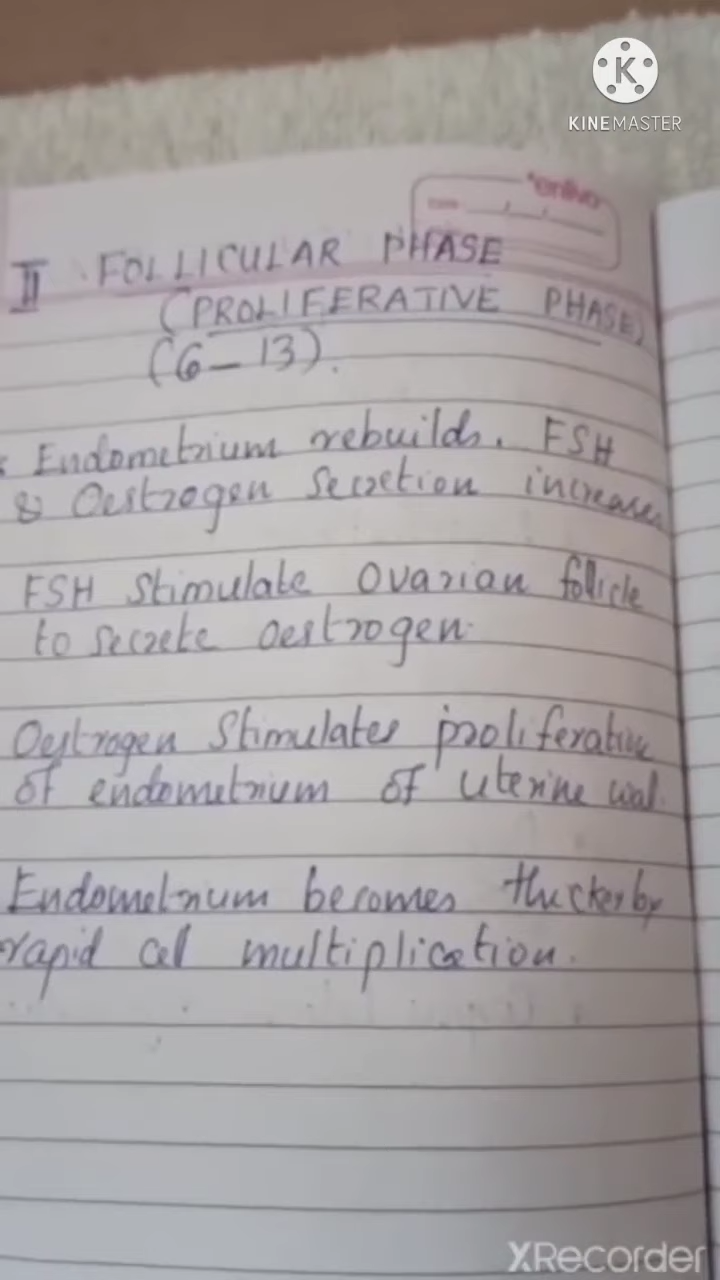 KINEMASTER
II FOLLICULAR PHASE
(PROLIFERATIVE PHASE)
(6-13).
Endometrium rebuilds. FSH
& Oestrogen secretion increases
FSH stimulate ovarian follicle
to secrete oestrogen.
Oestrogen stimulates proliferation
of endometrium of uterine wal.
Endometrium becomes thicker by
rapid cell multiplication.
XRecorder